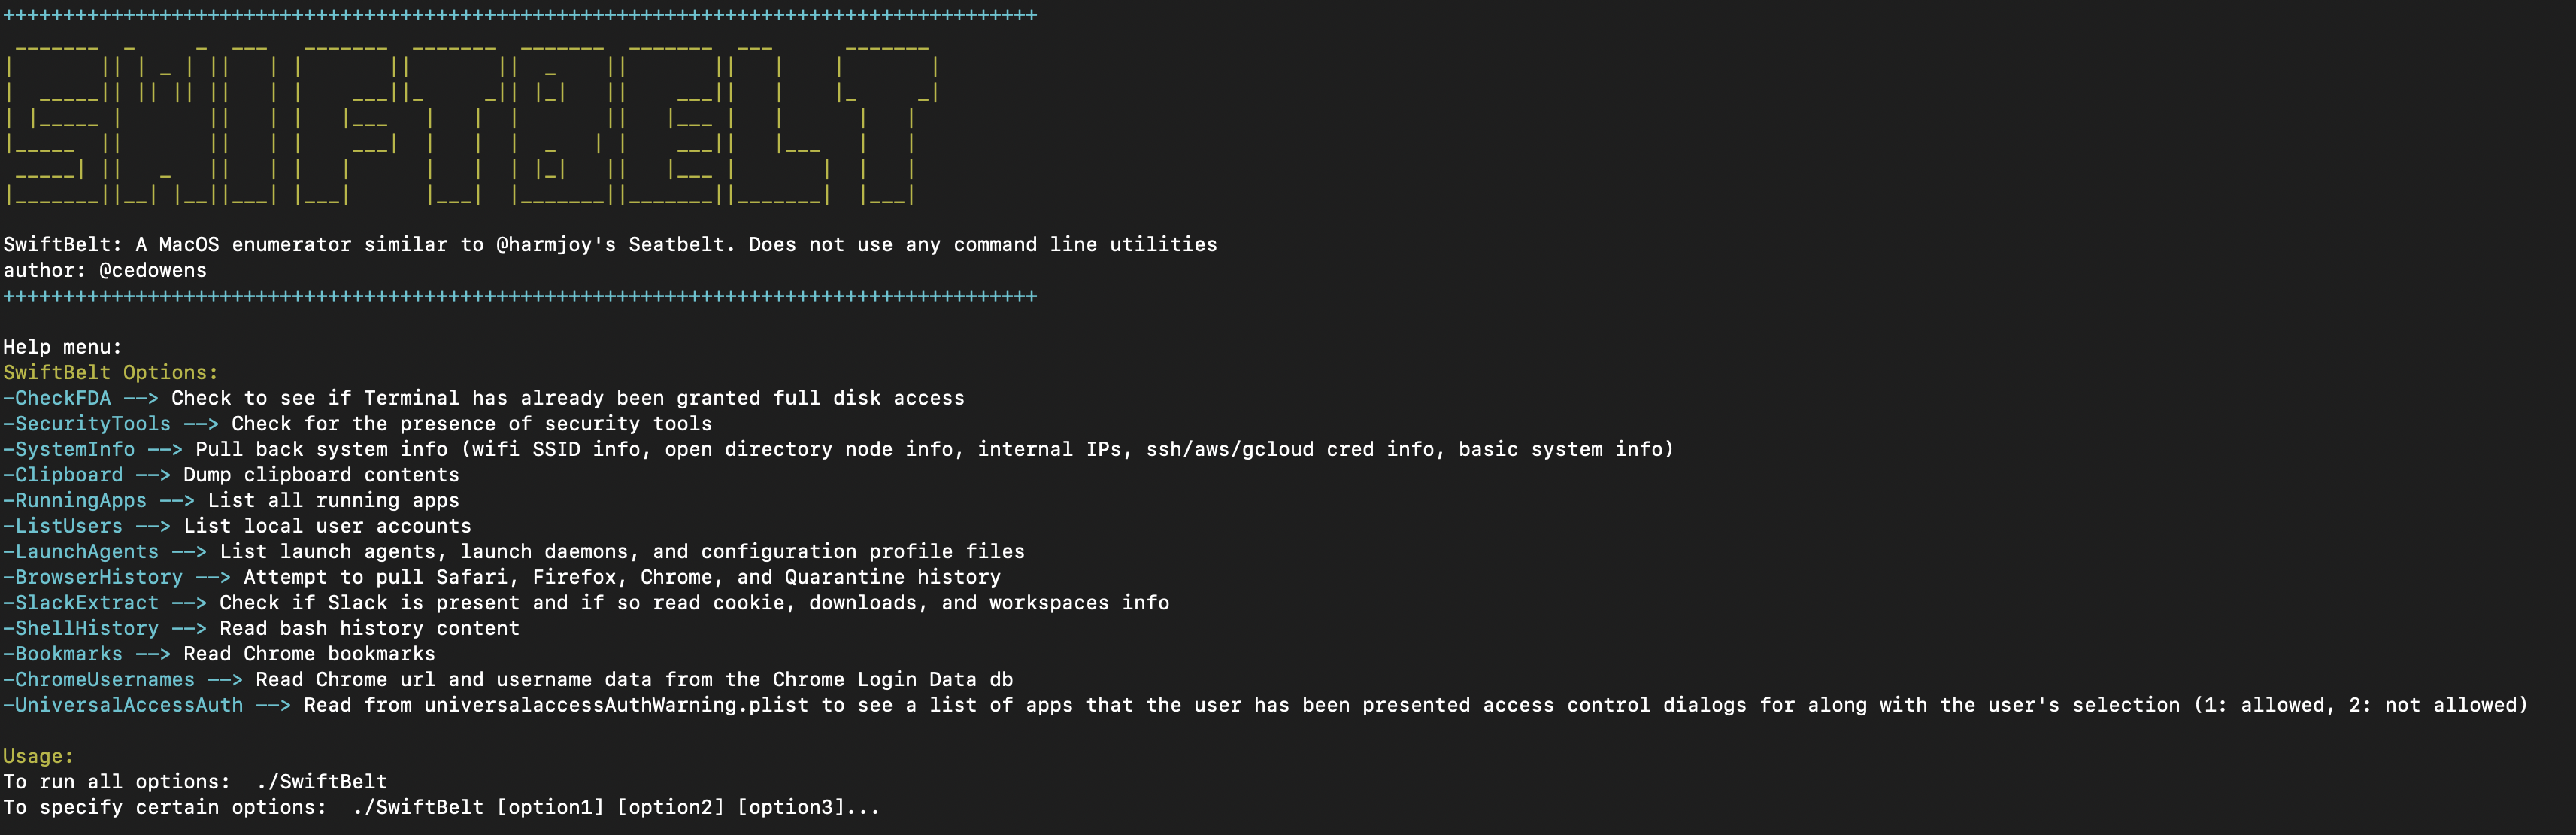 ++++++++++++++++++++++++++++++++++++++++++++++++++++++++++++++++++++++++++++++++++++++
SWIFTBELT
SwiftBelt: A MacOS enumerator similar to @harmjoy's Seatbelt. Does not use any command line utilities
author: @cedowens
++++++++++++++++++++++++++++++++++++++++++++++++++++++++++++++++++++++++++++++++++++++
Help menu:
SwiftBelt Options:
-CheckFDA --> Check to see if Terminal has already been granted full disk access
-SecurityTools --> Check for the presence of security tools
-SystemInfo --> Pull back system info (wifi SSID info, open directory node info, internal IPs, ssh/aws/gcloud cred info, basic system info)
-Clipboard --> Dump clipboard contents
-RunningApps --> List all running apps
-ListUsers --> List local user accounts
-LaunchAgents --> List launch agents, launch daemons, and configuration profile files
-BrowserHistory --> Attempt to pull Safari, Firefox, Chrome, and Quarantine history
-SlackExtract --> Check if Slack is present and if so read cookie, downloads, and workspaces info
-ShellHistory --> Read bash history content
-Bookmarks --> Read Chrome bookmarks
-ChromeUsernames --> Read Chrome url and username data from the Chrome Login Data db
-UniversalAccessAuth --> Read from universalaccessAuthWarning.plist to see a list of apps that the user has been presented access control dialogs for along with the user's selection (1: allowed, 2: not allowed)
Usage:
To run all options:  ./SwiftBelt
To specify certain options:  ./SwiftBelt [option1] [option2] [option3]...